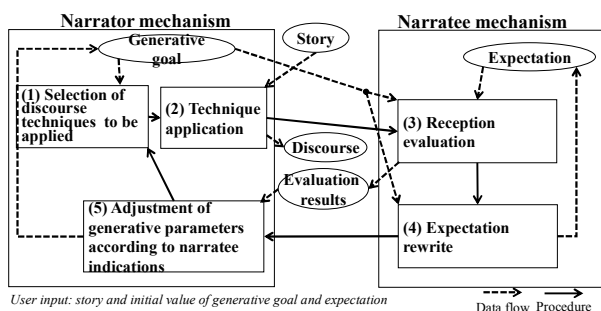 Narrator mechanism
Narratee mechanism
Generative
goal
Story
Expectation
(1) Selection of
discourse
techniques to be
applied
(2) Technique
application
(3) Reception
evaluation
Discourse
Evaluation
results
(5) Adjustment of
generative parameters
according to narratee
indications
(4) Expectation
rewrite
User input: story and initial value of generative goal and expectation
Data flow
Procedure